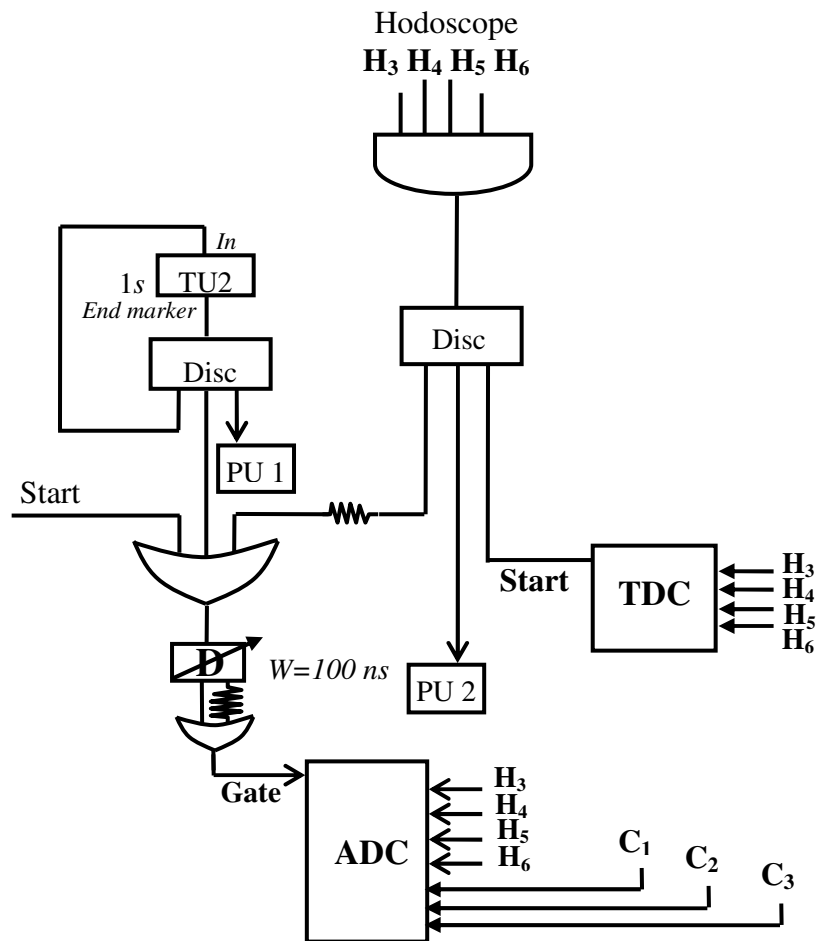 Hodoscope
H₃ H₄ H₅ H₆
In
1s
TU2
End marker
Disc
Disc
PU 1
Start
Start
TDC
H₃
H₄
H₅
H₆
D
W=100 ns
PU 2
Gate
ADC
H₃
H₄
H₅
H₆
C₁
C₂
C₃